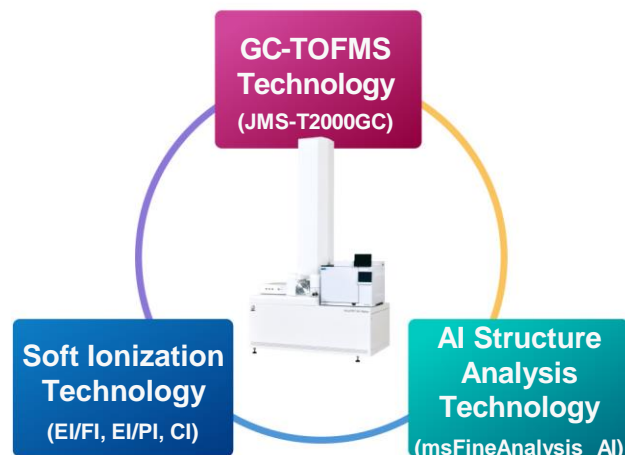 GC-TOFMS
Technology
(JMS-T2000GC)
Soft Ionization
Technology
(EI/FI, EI/PI, CI)
AI Structure
Analysis
Technology
(msFineAnalysis AI)